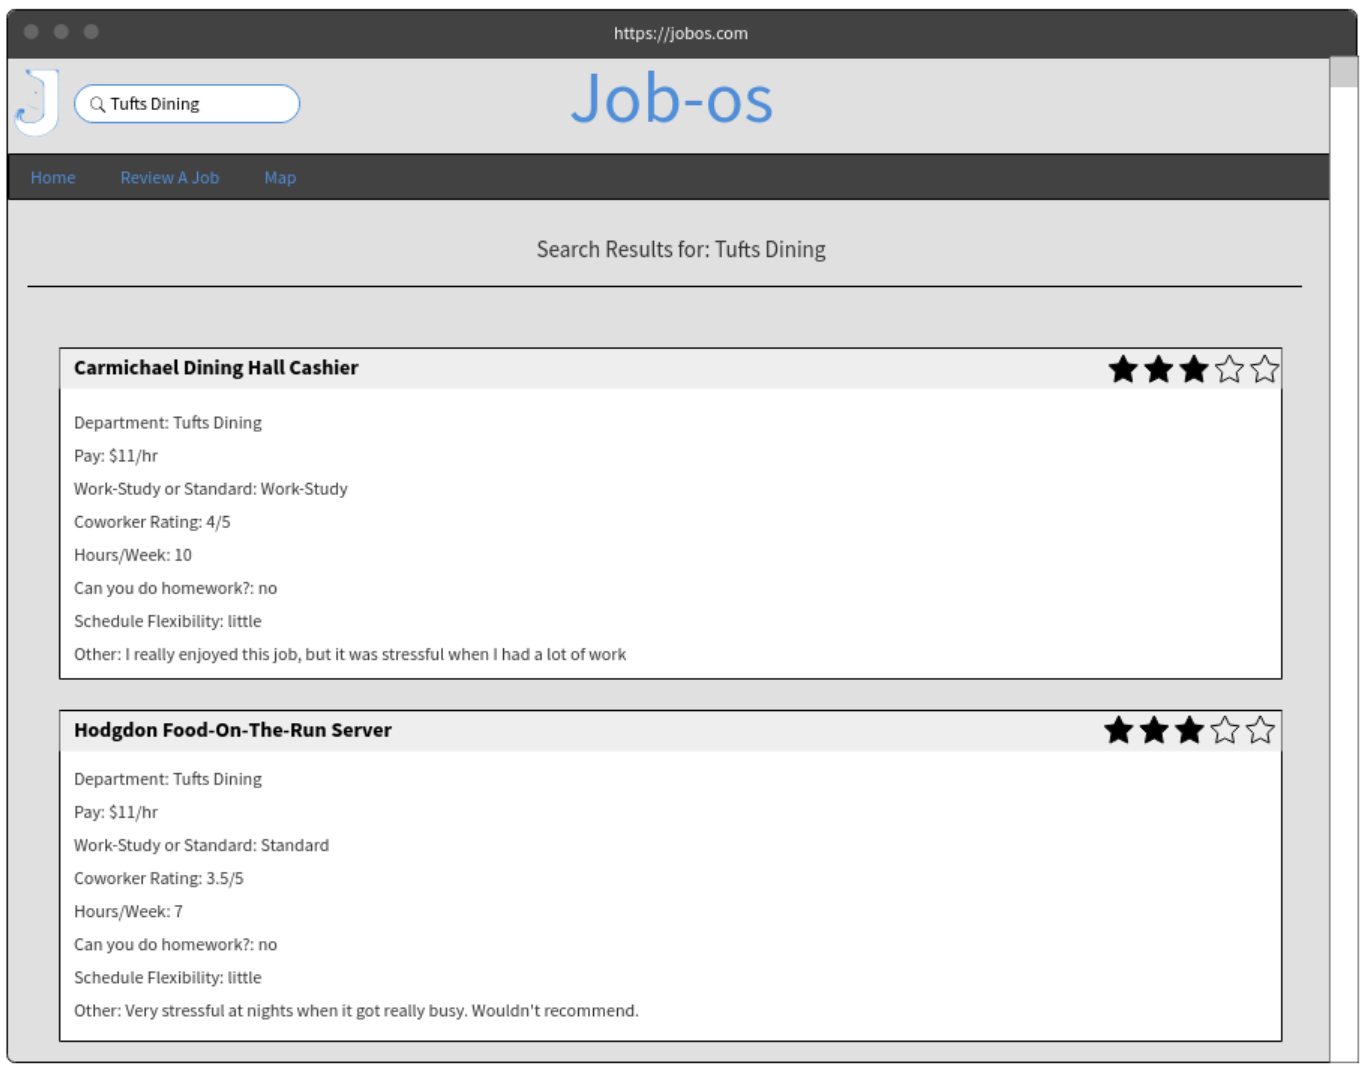 https://jobos.com
J
Tufts Dining
Job-os
Home Review A Job Map
Search Results for: Tufts Dining
Carmichael Dining Hall Cashier
Department: Tufts Dining
Pay: $11/hr
Work-Study or Standard: Work-Study
Coworker Rating: 4/5
Hours/Week: 10
Can you do homework?: no
Schedule Flexibility: little
Other: I really enjoyed this job, but it was stressful when I had a lot of work
Hodgdon Food-On-The-Run Server
Department: Tufts Dining
Pay: $11/hr
Work-Study or Standard: Standard
Coworker Rating: 3.5/5
Hours/Week: 7
Can you do homework?: no
Schedule Flexibility: little
Other: Very stressful at nights when it got really busy. Wouldn't recommend.